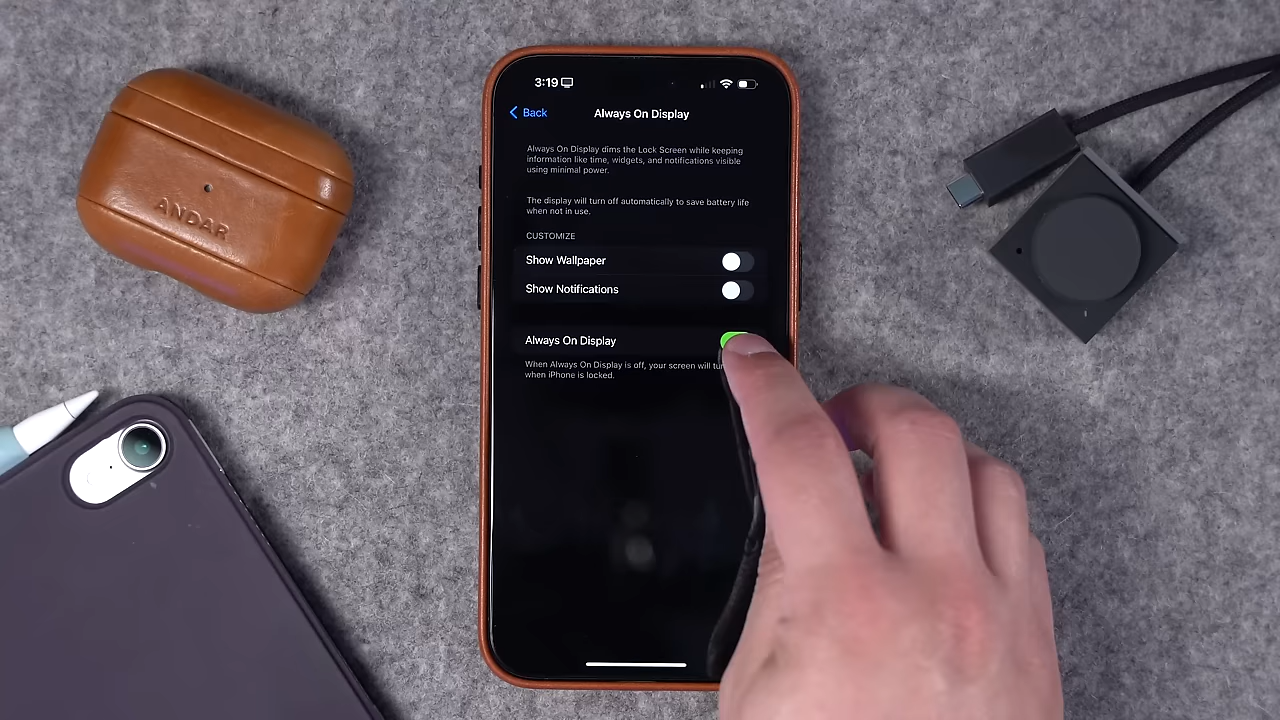 3:19
Back
Always On Display
Always On Display dims the Lock Screen while keeping
information like time, widgets, and notifications visible
using minimal power.
The display will turn off automatically to save battery life
when not in use.
CUSTOMIZE
Show Wallpaper
Show Notifications
Always On Display
When Always On Display is off, your screen will
when iPhone is locked.
ANDAR